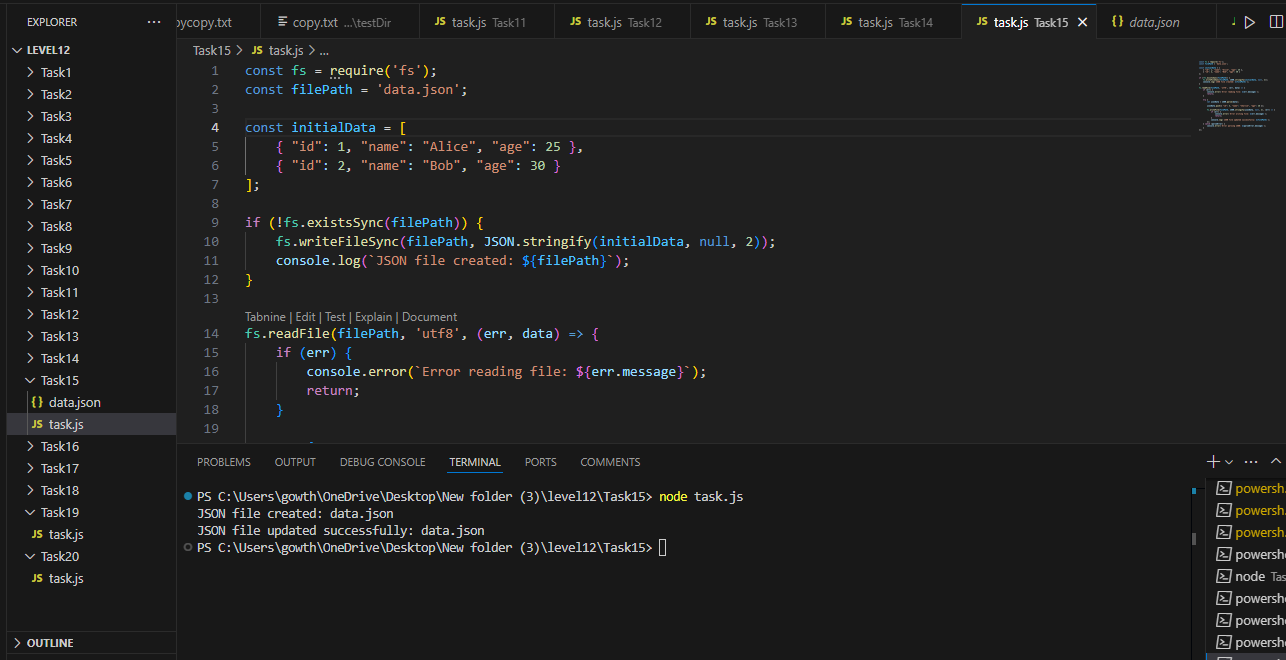 EXPLORER ...
LEVEL12
Task1
Task2
Task3
Task4
Task5
Task6
Task7
Task8
Task9
Task10
Task11
Task12
Task13
Task14
Task15
{} data.json
JS task.js
Task16
Task17
Task18
Task19
JS task.js
Task20
JS task.js
OUTLINE
pycopy.txt copy.txt ...\testDir JS task.js Task11 JS task.js Task12 JS task.js Task13 JS task.js Task14 JS task.js Task15 {} data.json
Task15 > JS task.js > ...
1 const fs = require('fs');
2 const filePath = 'data.json';
3
4 const initialData = [
5 { "id": 1, "name": "Alice", "age": 25 },
6 { "id": 2, "name": "Bob", "age": 30 }
7 ];
8
9 if (!fs.existsSync(filePath)) {
10 fs.writeFileSync(filePath, JSON.stringify(initialData, null, 2));
11 console.log(`JSON file created: ${filePath}`);
12 }
13
Tabnine | Edit | Test | Explain | Document
14 fs.readFile(filePath, 'utf8', (err, data) => {
15 if (err) {
16 console.error(`Error reading file: ${err.message}`);
17 return;
18 }
19
PROBLEMS OUTPUT DEBUG CONSOLE TERMINAL PORTS COMMENTS
PS C:\Users\gowth\OneDrive\Desktop\New folder (3)\level12\Task15> node task.js
JSON file created: data.json
JSON file updated successfully: data.json
PS C:\Users\gowth\OneDrive\Desktop\New folder (3)\level12\Task15>
powersh...
powersh...
powersh...
powershe
node Tas
powershe
powershe
powershe